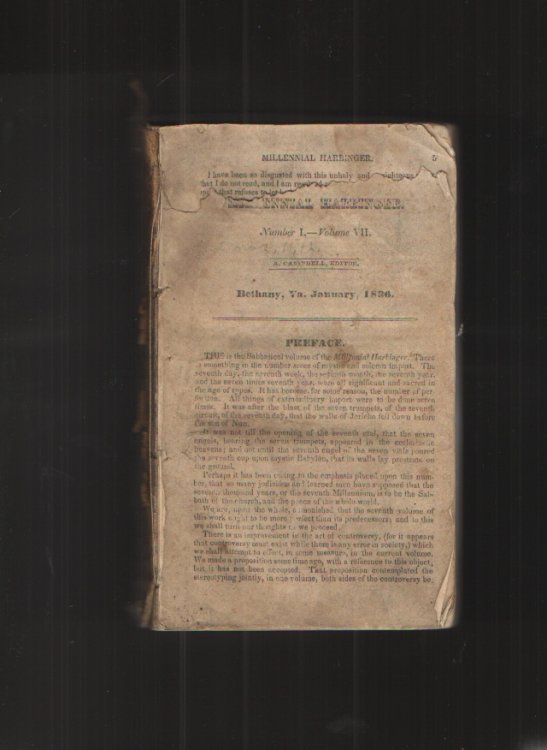 MILLENNIAL HARBINGER. 5
I have been so disgusted with this unholy and
that I do not read, and I am
that refuses to
MILLENNIAL HARBINGER.
Number I,—Volume VII.
A. CAMPBELL, EDITOR.
Bethany, Va. January, 1836.
PREFACE.
THIS is the Sabbatical volume of the Millennial Harbinger. There
is something in the number seven of mystic and solemn import. The
seventh day, the seventh week, the seventh month, the seventh year,
and the seven times seventh year, were all significant and sacred in
the age of types. It has become, for some reason, the number of per-
fection. All things of extraordinary import were to be done seven
times. It was after the blast of the seven trumpets, of the seventh
circuit, of the seventh day, that the walls of Jericho fell down before
the son of Nun.
It was not till the opening of the seventh seal, that the seven
angels, bearing the seven trumpets, appeared in the ecclesiastic
heavens; and not until the seventh angel of the seven vials poured
the seventh cup upon mystic Babylon, that its walls lay prostrate on
the ground.
Perhaps it has been owing to the emphasis placed upon this num-
ber, that so many judicious and learned men have supposed that the
seventh thousand years, or the seventh Millennium, is to be the Sab-
bath of the church, and the peace of the whole world.
We are, upon the whole, admonished that the seventh volume of
this work ought to be more perfect than its predecessors; and to this
we shall turn our thoughts as we proceed.
There is an improvement in the art of controversy, (for it appears
that controversy must exist while there is any error in society,) which
we shall attempt to effect, in some measure, in the current volume.
We made a proposition some time ago, with a reference to this object,
but it has not been accepted. That proposition contemplated the
stereotyping jointly, in one volume, both sides of the controversy be-